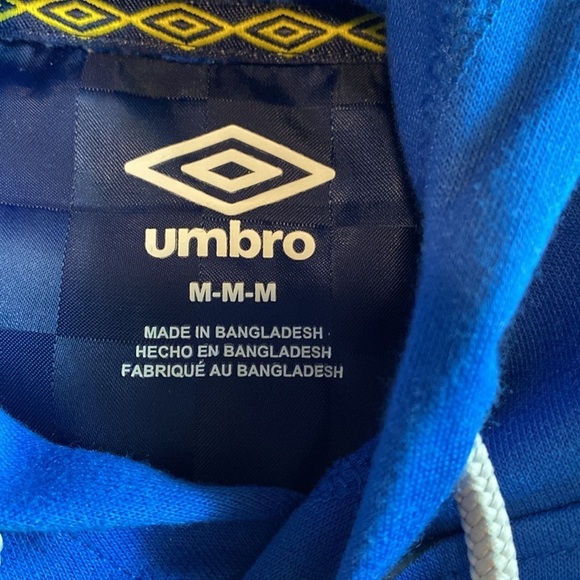 umbro
M-M-M
MADE IN BANGLADESH
HECHO EN BANGLADESH
FABRIQUÉ AU BANGLADESH